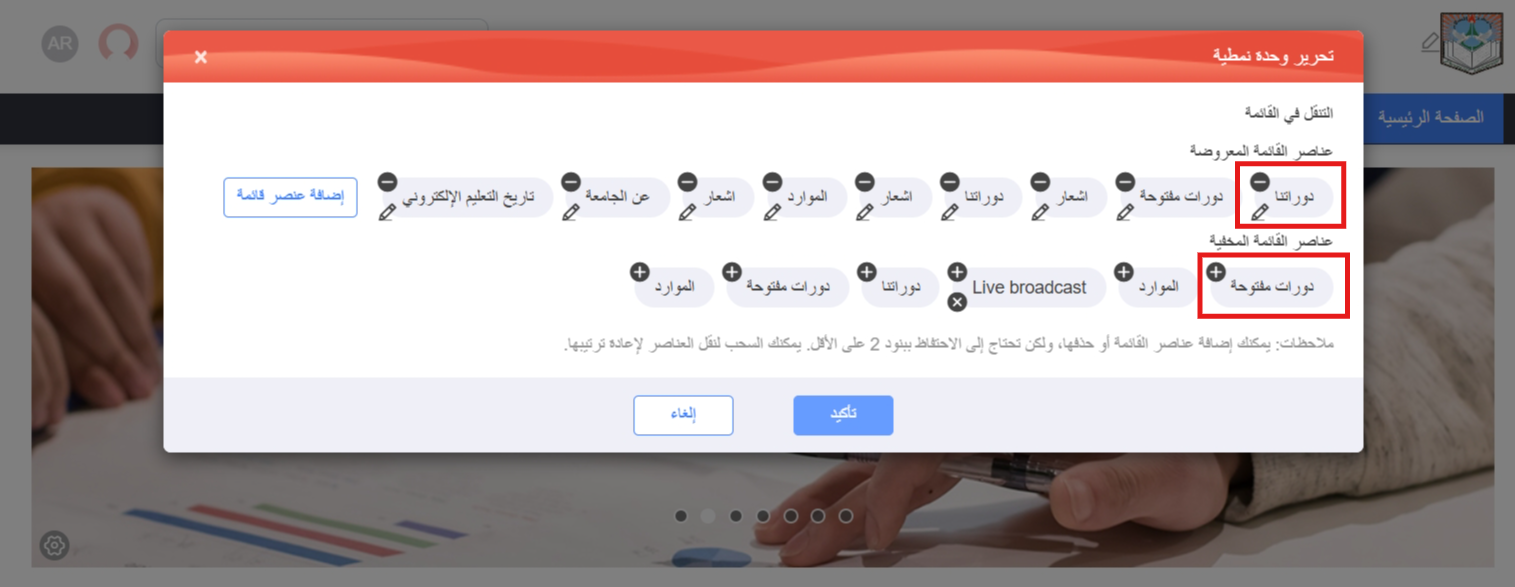 AR
تحرير وحدة نمطية
×
الصفحة الرئيسية
التنقل في القائمة
عناصر القائمة المعروضة
دوراتنا دورات مفتوحة اشعار دوراتنا اشعار الموارد اشعار عن الجامعة تاريخ التعليم الإلكتروني إضافة عنصر قائمة
عناصر القائمة المخفية
دورات مفتوحة الموارد Live broadcast دوراتنا دورات مفتوحة الموارد
ملاحظات: يمكنك إضافة عناصر القائمة أو حذفها، ولكن تحتاج إلى الاحتفاظ ببنود 2 على الأقل. يمكنك السحب لنقل العناصر لإعادة ترتيبها.
تأكيد إلغاء